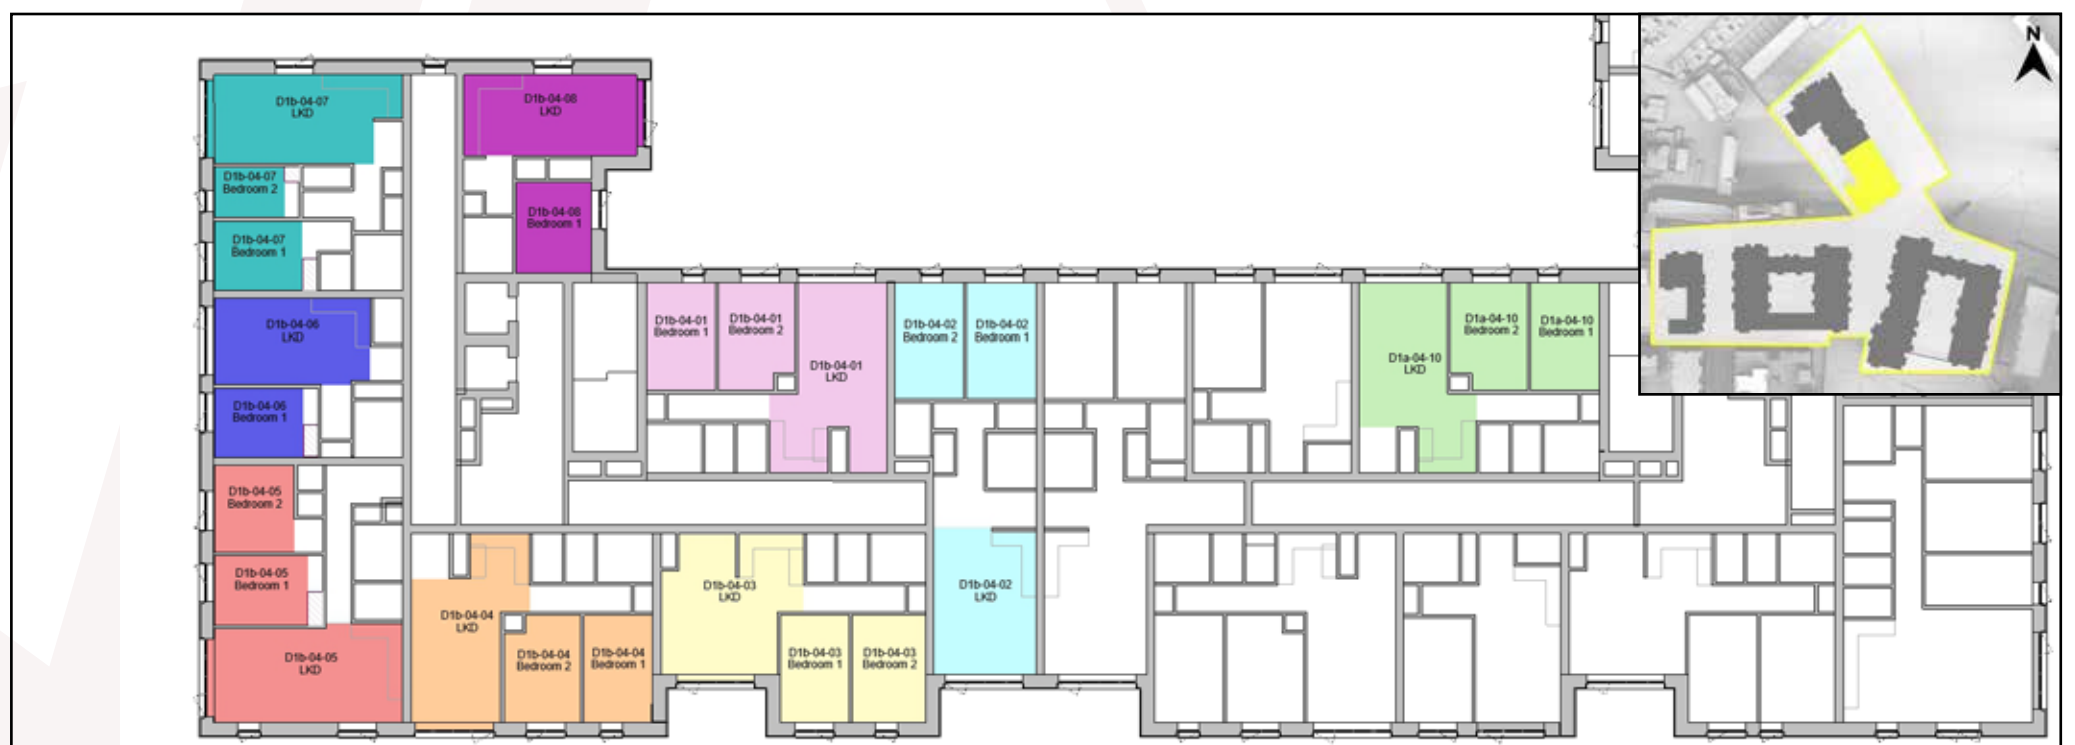 N
D1b-04-07
LKD
D1b-04-08
LKD
D1b-04-07
Bedroom 2
D1b-04-08
Bedroom 1
D1b-04-07
Bedroom 1
D1b-04-06
LKD
D1b-04-01
Bedroom 1
D1b-04-01
Bedroom 2
D1b-04-01
LKD
D1b-04-02
Bedroom 2
D1b-04-02
Bedroom 1
D1a-04-10
LKD
D1a-04-10
Bedroom 2
D1a-04-10
Bedroom 1
D1b-04-06
Bedroom 1
D1b-04-05
Bedroom 2
D1b-04-05
Bedroom 1
D1b-04-05
LKD
D1b-04-04
LKD
D1b-04-04
Bedroom 2
D1b-04-04
Bedroom 1
D1b-04-03
LKD
D1b-04-03
Bedroom 1
D1b-04-03
Bedroom 2
D1b-04-02
LKD